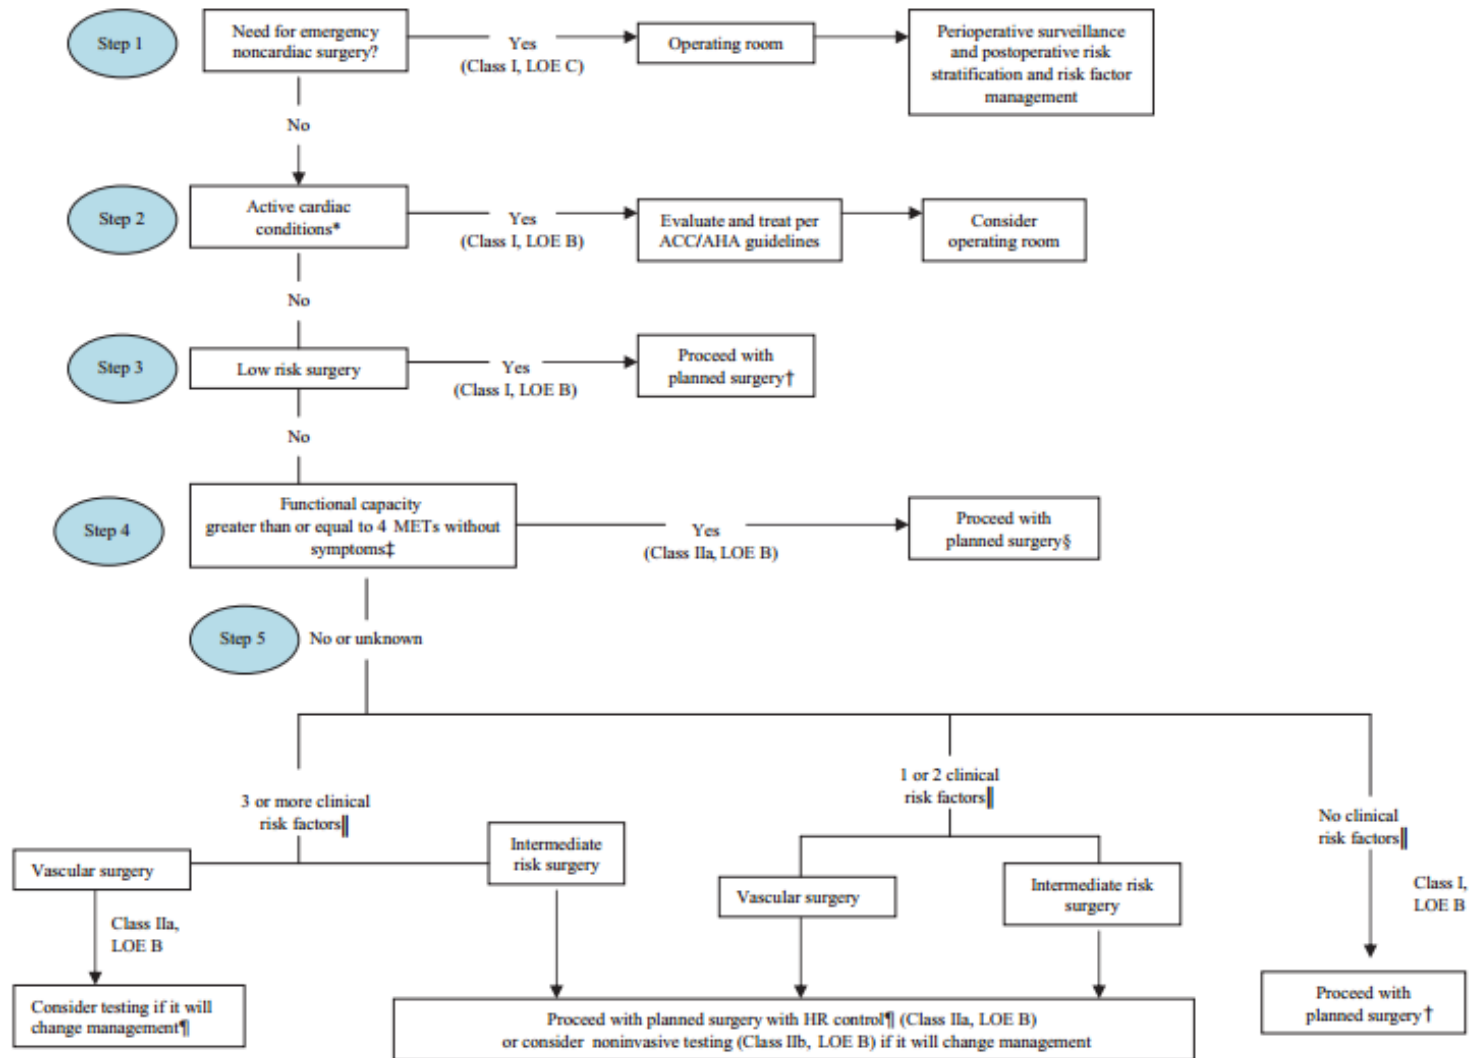 Step 1
Need for emergency
noncardiac surgery?
Yes
(Class I, LOE C)
Operating room
Perioperative surveillance
and postoperative risk
stratification and risk factor
management
No
Step 2
Active cardiac
conditions*
Yes
(Class I, LOE B)
Evaluate and treat per
ACC/AHA guidelines
Consider
operating room
No
Step 3
Low risk surgery
Yes
(Class I, LOE B)
Proceed with
planned surgery†
No
Step 4
Functional capacity
greater than or equal to 4 METs without
symptoms‡
Yes
(Class IIa, LOE B)
Proceed with
planned surgery§
Step 5
No or unknown
3 or more clinical
risk factors‖
Vascular surgery
Intermediate
risk surgery
Class IIa,
LOE B
Consider testing if it will
change management¶
1 or 2 clinical
risk factors‖
Vascular surgery
Intermediate risk
surgery
Proceed with planned surgery with HR control¶ (Class IIa, LOE B)
or consider noninvasive testing (Class IIb, LOE B) if it will change management
No clinical
risk factors‖
Class I,
LOE B
Proceed with
planned surgery†